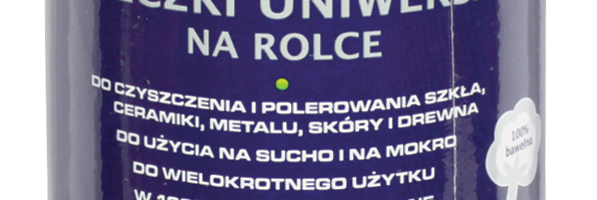 NA ROLCE
DO CZYSZCZENIA I POLEROWANIA SZKŁA,
CERAMIKI, METALU, SKÓRY I DREWNA
DO UŻYCIA NA SUCHO I NA MOKRO
DO WIELOKROTNEGO UŻYTKU
100%
bawełna